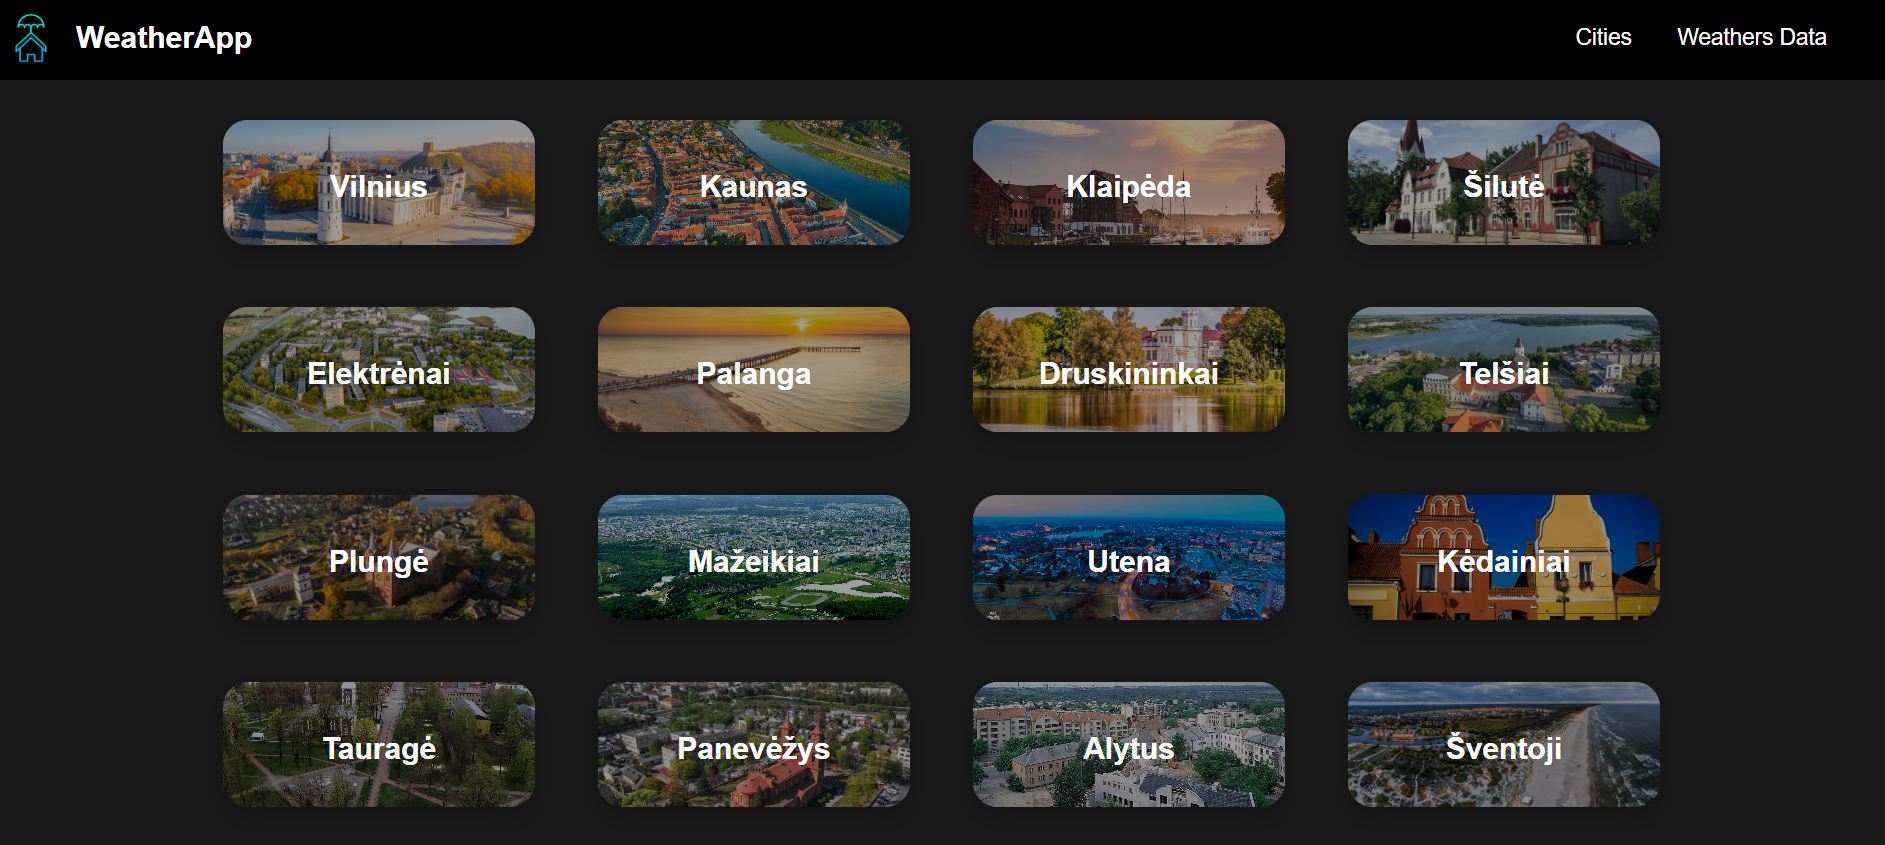 WeatherApp
Cities
Weathers Data
Vilnius
Kaunas
Klaipėda
Šilutė
Elektrėnai
Palanga
Druskininkai
Telšiai
Plungė
Mažeikiai
Utena
Kėdainiai
Tauragė
Panevėžys
Alytus
Šventoji